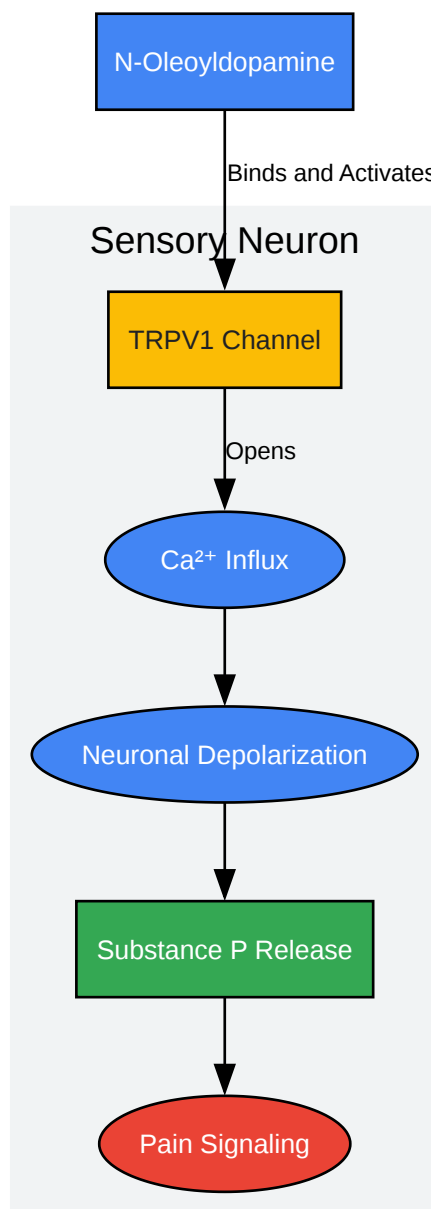 N-Oleoyldopamine
Binds and Activates
Sensory Neuron
TRPV1 Channel
Opens
Ca²⁺ Influx
Neuronal Depolarization
Substance P Release
Pain Signaling